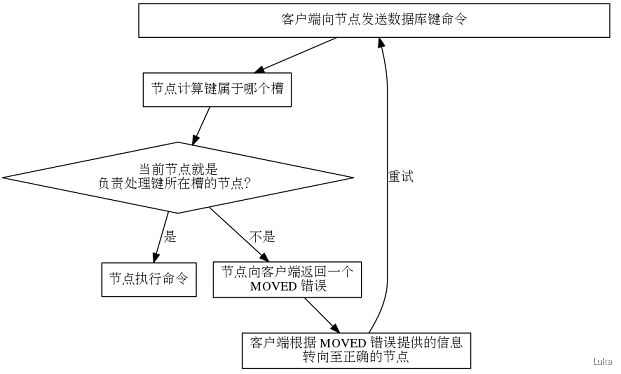 客户端向节点发送数据库键命令
节点计算键属于哪个槽
当前节点就是
负责处理键所在槽的节点?
重试
是
不是
节点执行命令
节点向客户端返回一个
MOVED 错误
客户端根据 MOVED 错误提供的信息
转向至正确的节点
Luka